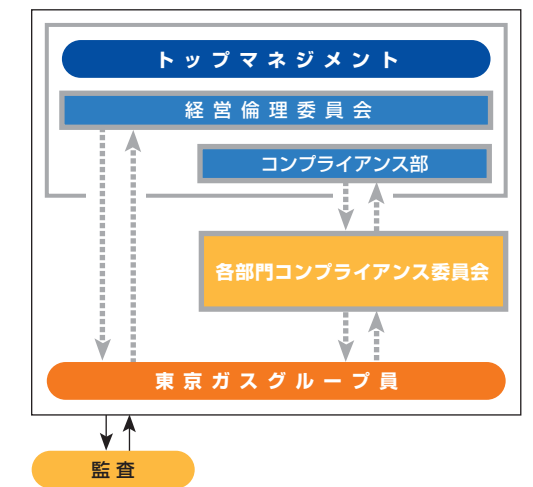 トップマネジメント
経営倫理委員会
コンプライアンス部
各部門コンプライアンス委員会
東京ガスグループ員
監査